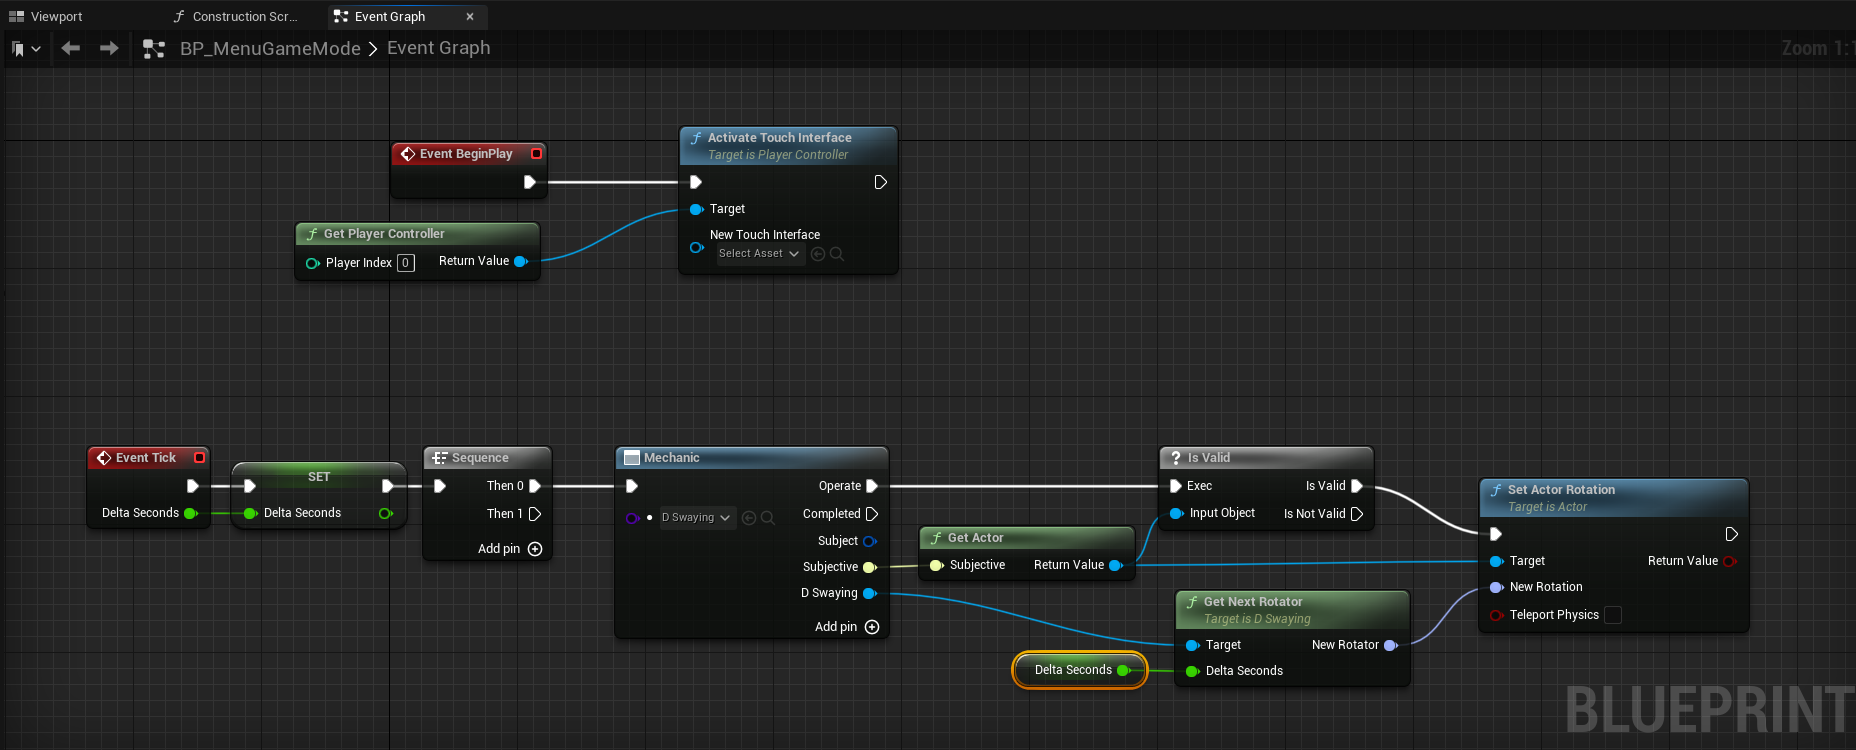 Viewport
Construction Scr...
Event Graph
BP_MenuGameMode > Event Graph
Zoom 1:1
Event BeginPlay
Activate Touch Interface
Target is Player Controller
Target
New Touch Interface
Select Asset
Get Player Controller
Player Index 0
Return Value
Event Tick
Delta Seconds
SET
Delta Seconds
Sequence
Then 0
Then 1
Add pin
Mechanic
Operate
D Swaying
Completed
Subject
Subjective
D Swaying
Add pin
Get Actor
Subjective
Return Value
Is Valid
Exec
Is Valid
Input Object
Is Not Valid
Get Next Rotator
Target is D Swaying
Target
New Rotator
Delta Seconds
Delta Seconds
Set Actor Rotation
Target is Actor
Target
Return Value
New Rotation
Teleport Physics
BLUEPRINT